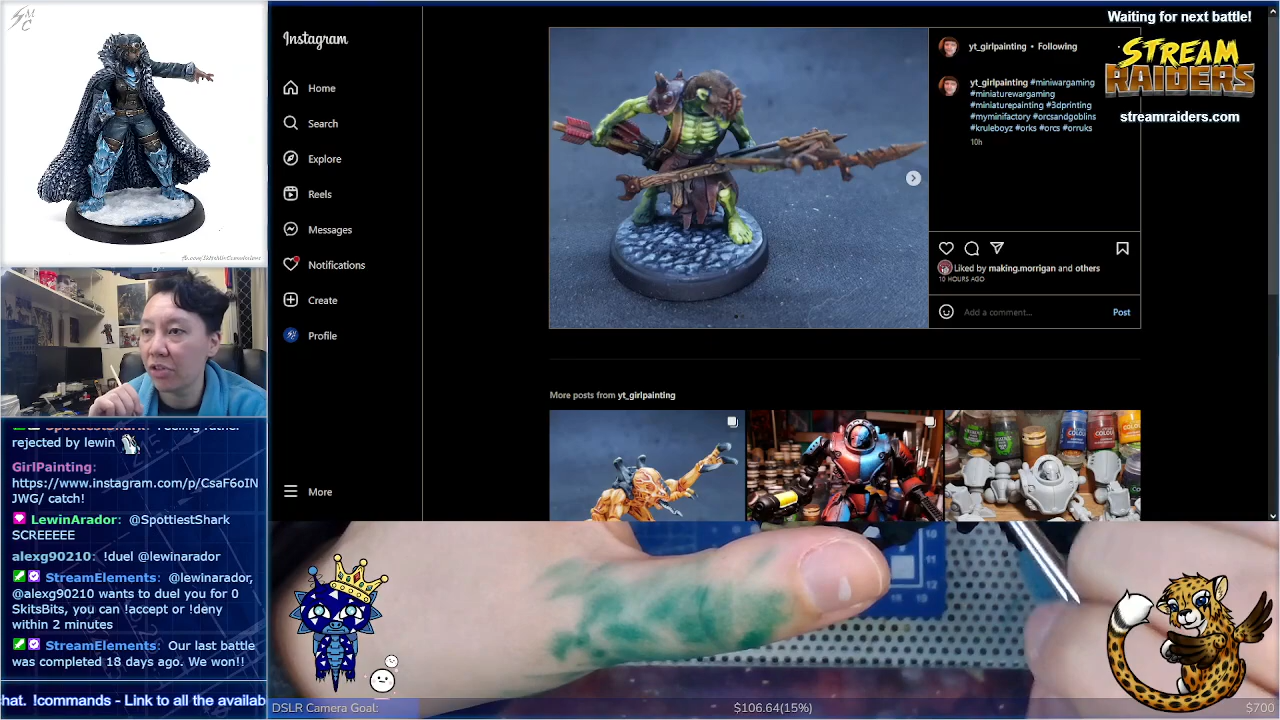 SMC
Instagram
Home
Search
Explore
Reels
Messages
Notifications
Create
Profile
More
yt_girlpainting • Following
yt_girlpainting #miniwargaming
#miniaturewargaming
#miniaturepainting #3dprinting
#myminifactory #orcsandgoblins
#kruleboyz #orks #orcs #orruks
10h
Liked by making.morrigan and others
10 HOURS AGO
Add a comment...
Post
More posts from yt_girlpainting
Waiting for next battle!
STREAM
RAIDERS
streamraiders.com
rejected by lewin
GirlPainting:
https://www.instagram.com/p/CsaF6oIN
JWG/ catch!
LewinArador: @SpottiestShark
SCREEEEE
alexg90210: !duel @lewinarador
StreamElements: @lewinarador,
@alexg90210 wants to duel you for 0
SkitsBits, you can !accept or !deny
within 2 minutes
StreamElements: Our last battle
was completed 18 days ago. We won!!
chat. !commands - Link to all the availab
10
11
12
DSLR Camera Goal:
$106.64(15%)
$700